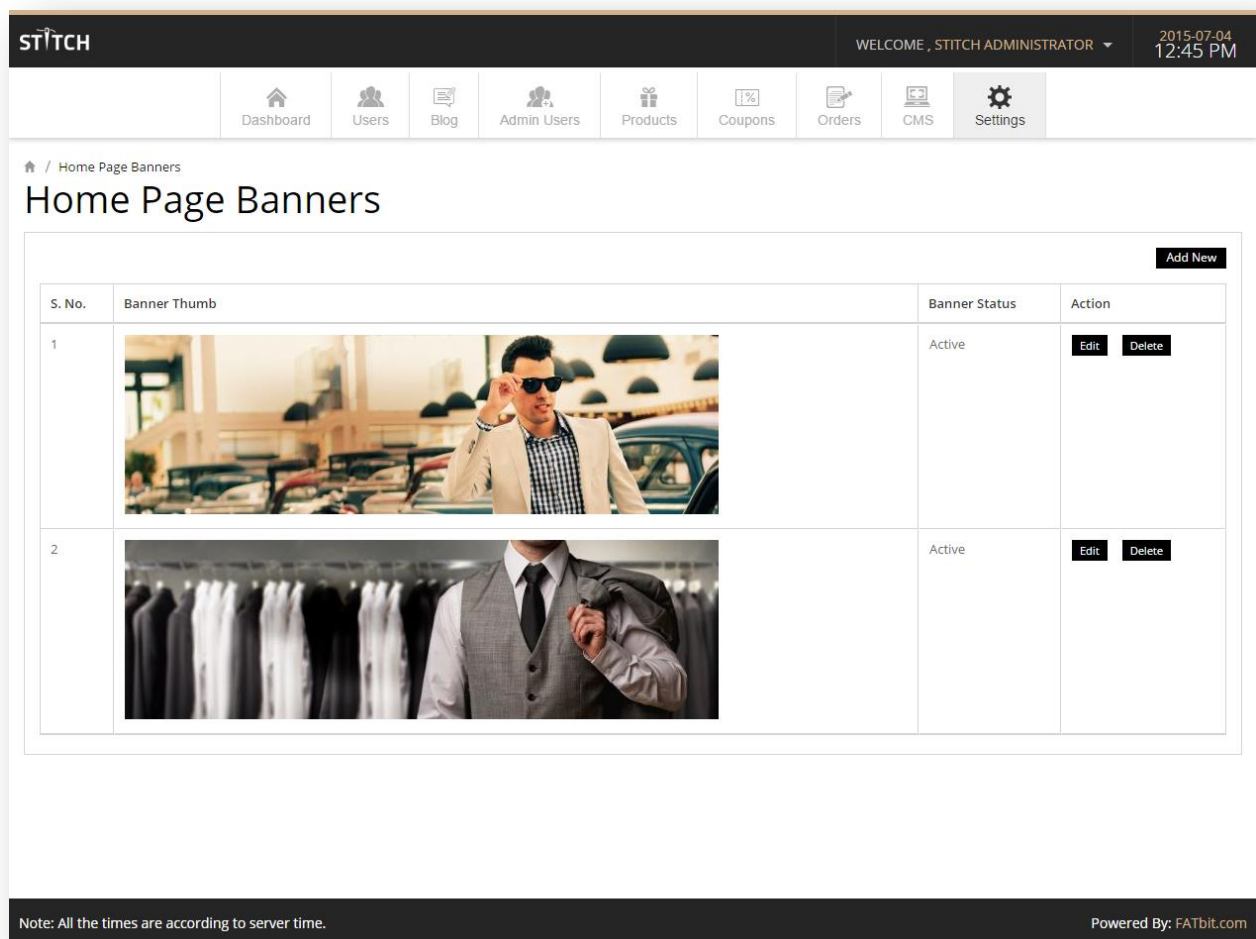 STITCH
WELCOME , STITCH ADMINISTRATOR
2015-07-04
12:45 PM
Dashboard
Users
Blog
Admin Users
Products
Coupons
Orders
CMS
Settings
/ Home Page Banners
Home Page Banners
Add New
S. No.
Banner Thumb
Banner Status
Action
1
Active
Edit
Delete
2
Active
Edit
Delete
Note: All the times are according to server time.
Powered By: FATbit.com